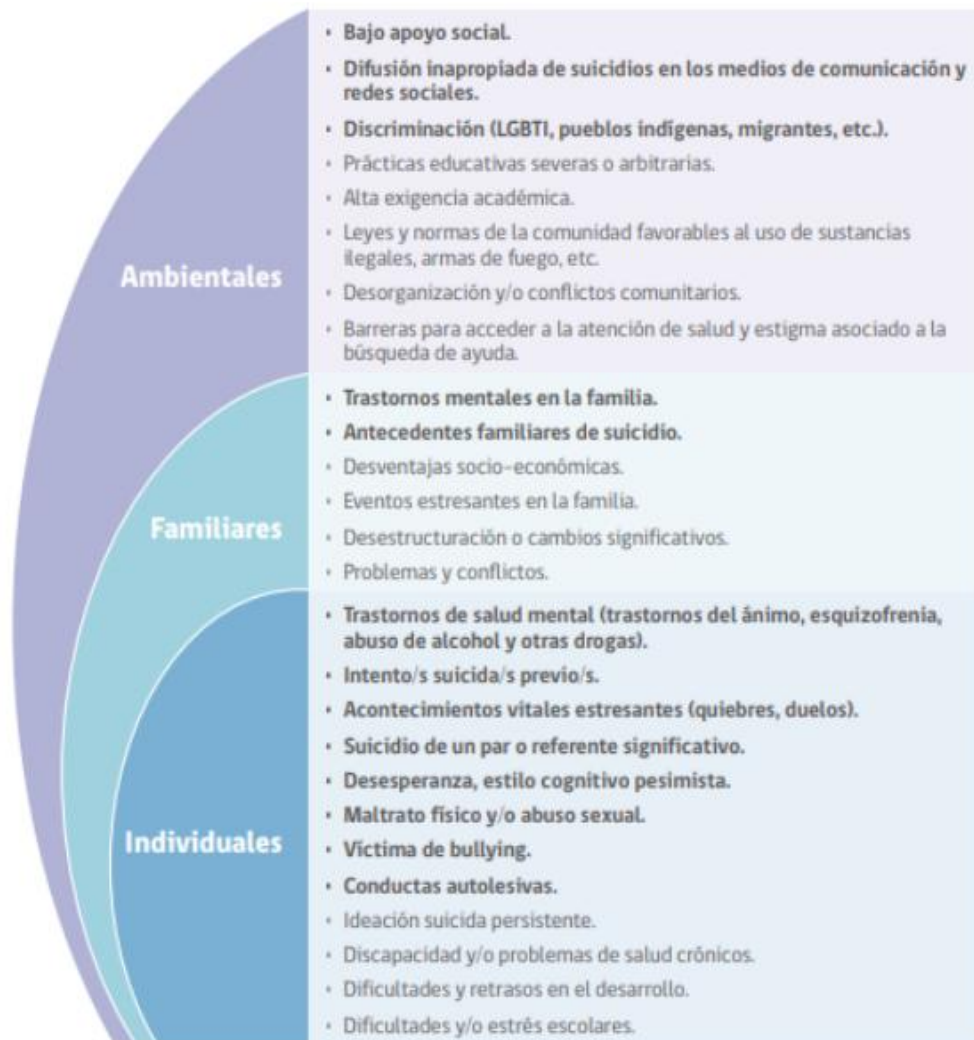 Ambientales
• Bajo apoyo social.
• Difusión inapropiada de suicidios en los medios de comunicación y
redes sociales.
• Discriminación (LGBTI, pueblos indígenas, migrantes, etc.).
• Prácticas educativas severas o arbitrarias.
• Alta exigencia académica.
• Leyes y normas de la comunidad favorables al uso de sustancias
ilegales, armas de fuego, etc.
• Desorganización y/o conflictos comunitarios.
• Barreras para acceder a la atención de salud y estigma asociado a la
búsqueda de ayuda.
Familiares
• Trastornos mentales en la familia.
• Antecedentes familiares de suicidio.
• Desventajas socio-económicas.
• Eventos estresantes en la familia.
• Desestructuración o cambios significativos.
• Problemas y conflictos.
Individuales
• Trastornos de salud mental (trastornos del ánimo, esquizofrenia,
abuso de alcohol y otras drogas).
• Intento/s suicida/s previo/s.
• Acontecimientos vitales estresantes (quiebres, duelos).
• Suicidio de un par o referente significativo.
• Desesperanza, estilo cognitivo pesimista.
• Maltrato físico y/o abuso sexual.
• Víctima de bullying.
• Conductas autolesivas.
• Ideación suicida persistente.
• Discapacidad y/o problemas de salud crónicos.
• Dificultades y retrasos en el desarrollo.
• Dificultades y/o estrés escolares.